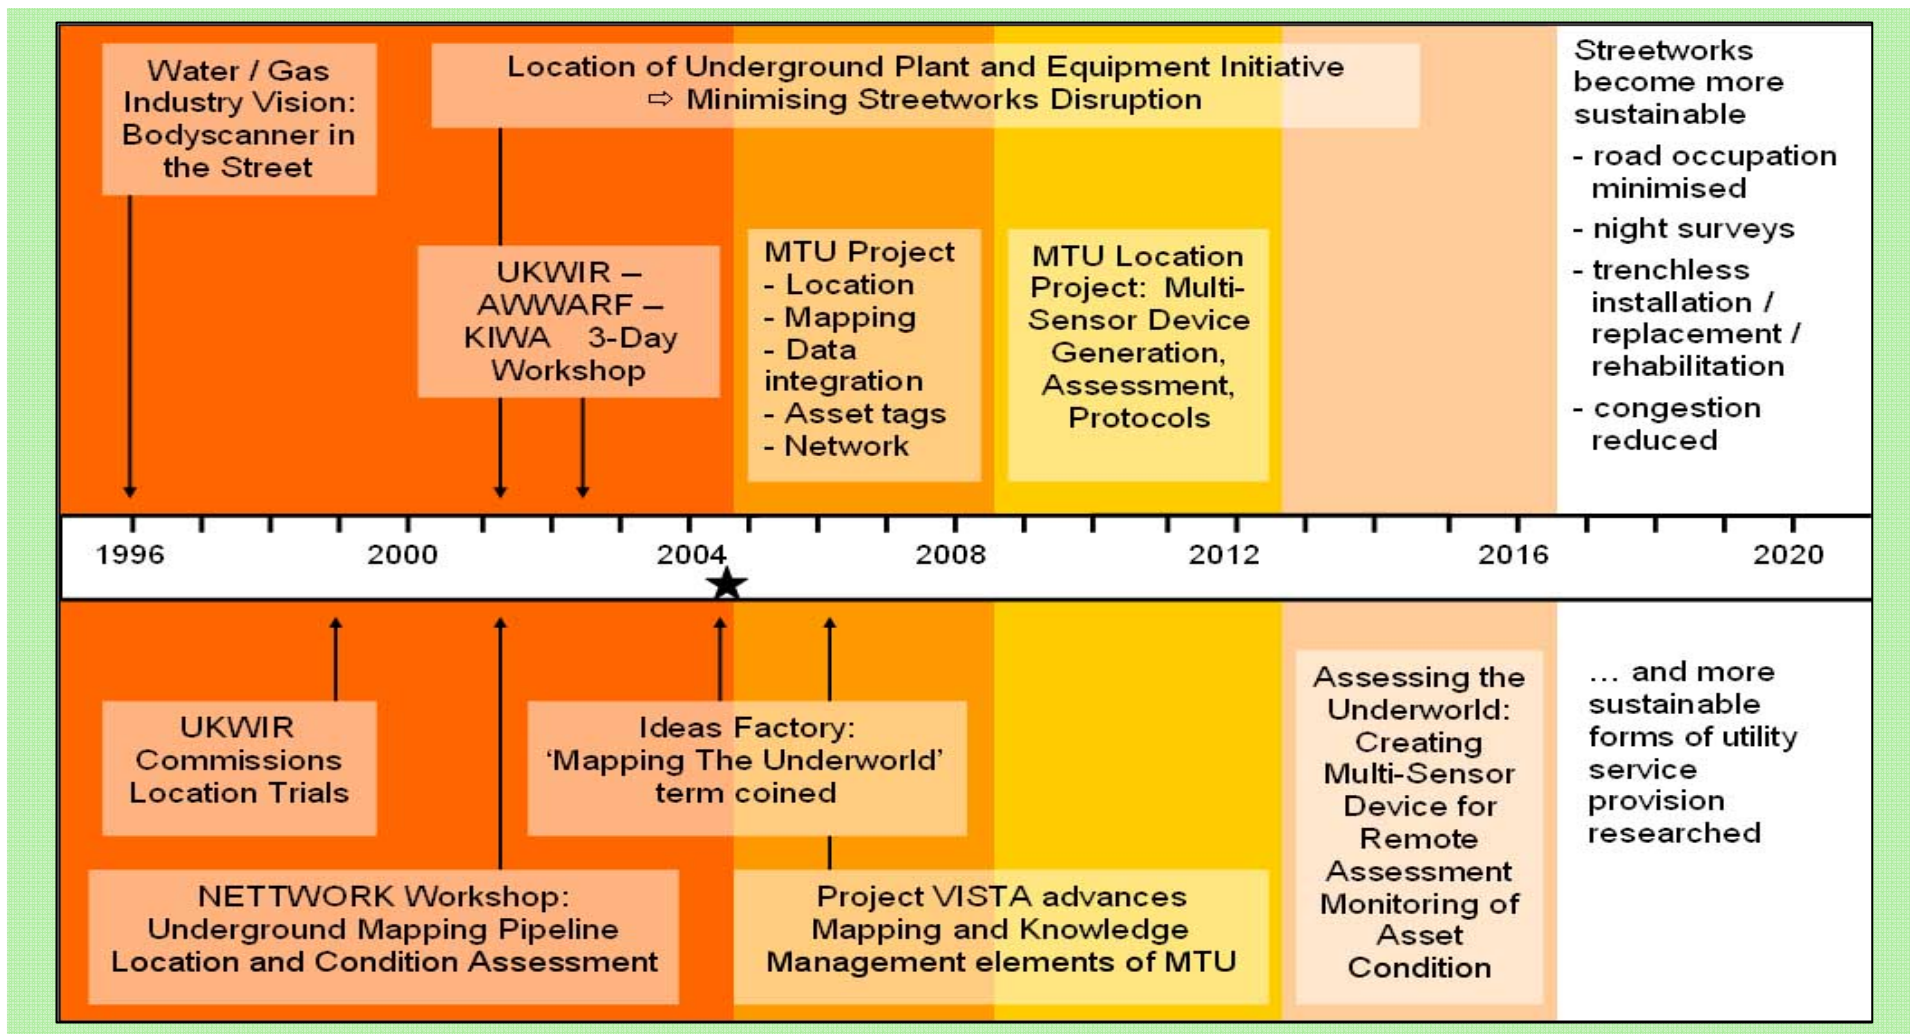 Water / Gas
Industry Vision:
Bodyscanner in
the Street
Location of Underground Plant and Equipment Initiative
⇨ Minimising Streetworks Disruption
UKWIR –
AWWARF –
KIWA 3-Day
Workshop
MTU Project
- Location
- Mapping
- Data
integration
- Asset tags
- Network
MTU Location
Project: Multi-
Sensor Device
Generation,
Assessment,
Protocols
Streetworks
become more
sustainable
- road occupation
minimised
- night surveys
- trenchless
installation /
replacement /
rehabilitation
- congestion
reduced
1996 2000 2004 2008 2012 2016 2020
UKWIR
Commissions
Location Trials
NETTWORK Workshop:
Underground Mapping Pipeline
Location and Condition Assessment
Ideas Factory:
‘Mapping The Underworld’
term coined
Project VISTA advances
Mapping and Knowledge
Management elements of MTU
Assessing the
Underworld:
Creating
Multi-Sensor
Device for
Remote
Assessment
Monitoring of
Asset
Condition
... and more
sustainable
forms of utility
service
provision
researched